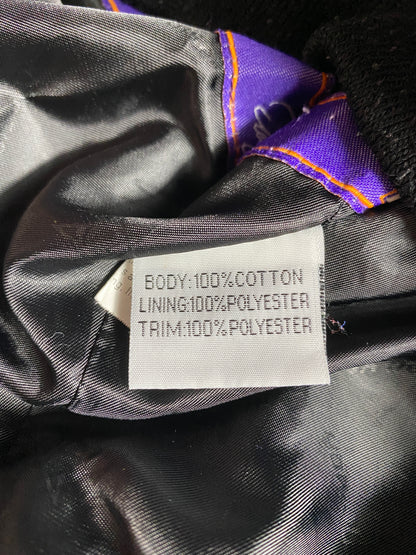 BODY:100%COTTON
LINING:100%POLYESTER
TRIM:100%POLYESTER